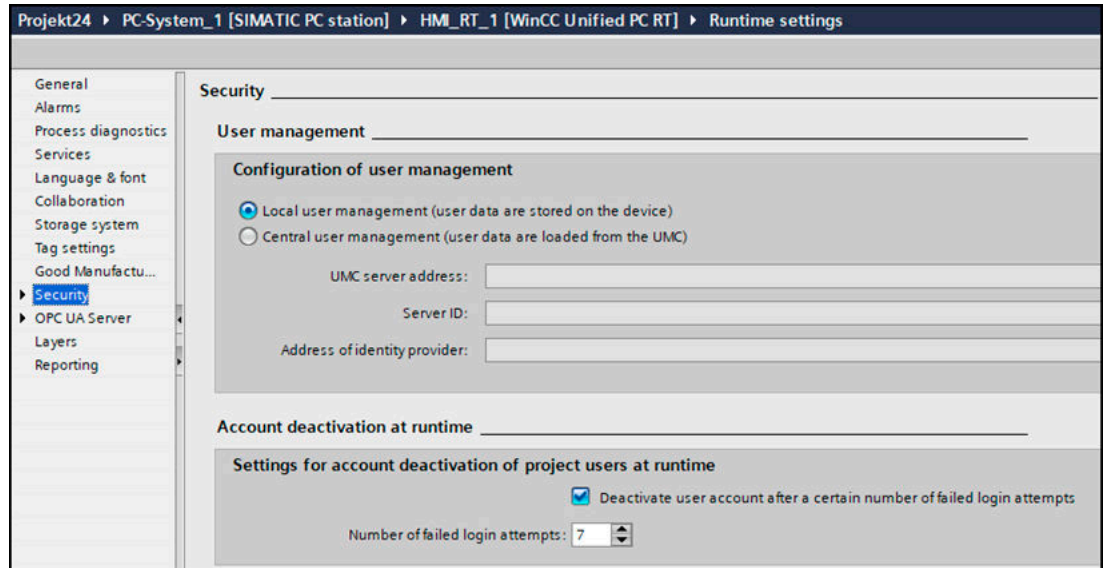 Projekt24 ▸ PC-System_1 [SIMATIC PC station] ▸ HMI_RT_1 [WinCC Unified PC RT] ▸ Runtime settings
General
Alarms
Process diagnostics
Services
Language & font
Collaboration
Storage system
Tag settings
Good Manufactu...
Security
OPC UA Server
Layers
Reporting
Security
User management
Configuration of user management
Local user management (user data are stored on the device)
Central user management (user data are loaded from the UMC)
UMC server address:
Server ID:
Address of identity provider:
Account deactivation at runtime
Settings for account deactivation of project users at runtime
Deactivate user account after a certain number of failed login attempts
Number of failed login attempts: 7